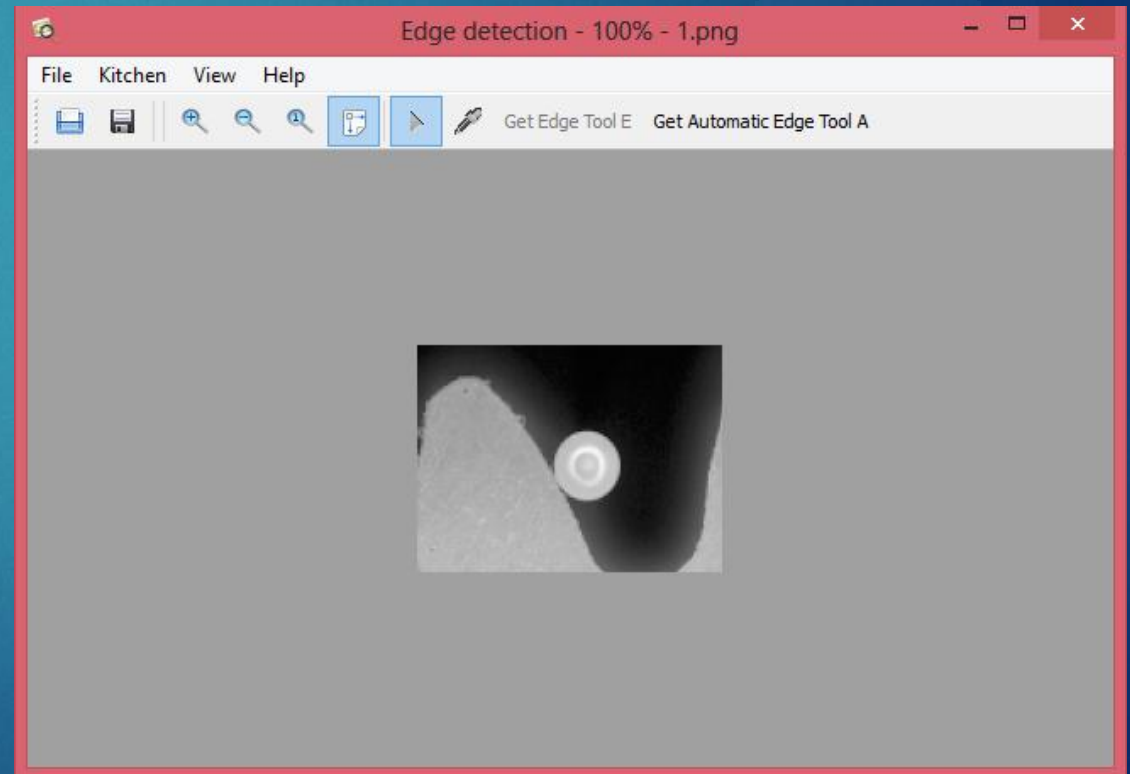 Edge detection - 100% - 1.png
File Kitchen View Help
Get Edge Tool E Get Automatic Edge Tool A